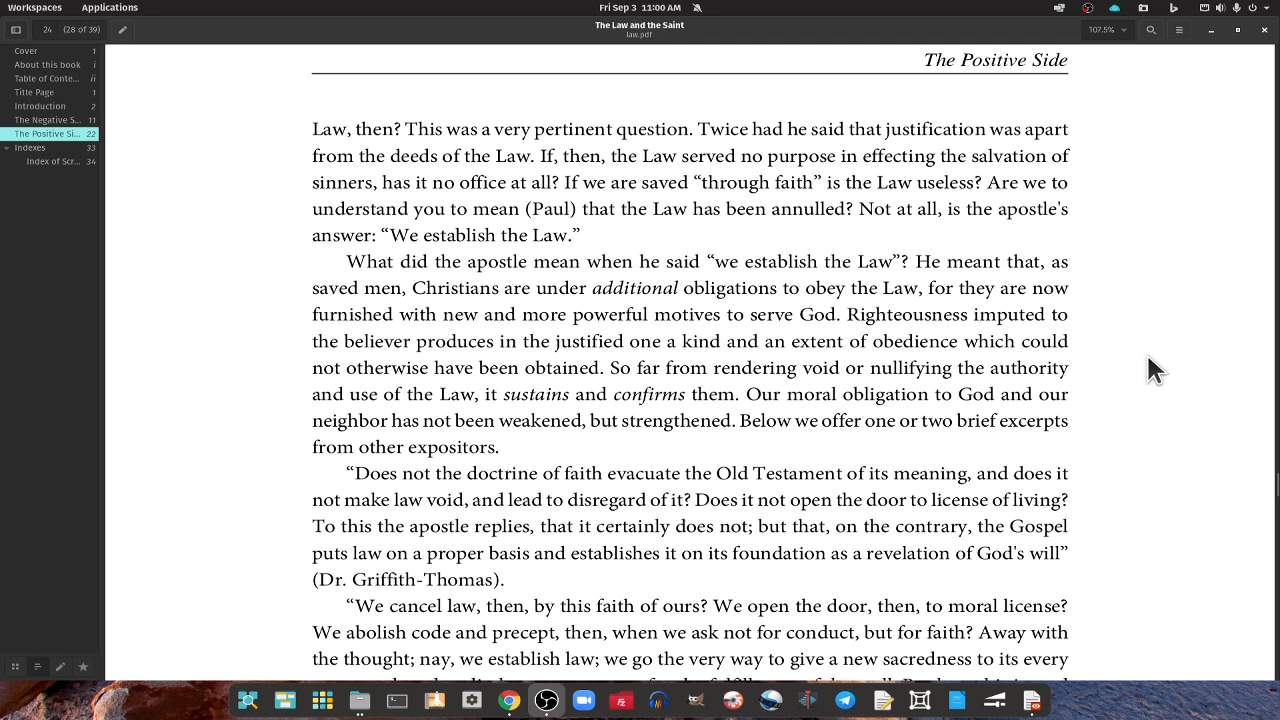 Workspaces Applications Fri Sep 3 11:00 AM
24 (28 of 39) The Law and the Saint 107.5%
law.pdf
Cover 1
About this book i
Table of Conte... ii
Title Page 1
Introduction 2
The Negative S... 11
The Positive Si... 22
Indexes 33
Index of Scr... 34
The Positive Side
Law, then? This was a very pertinent question. Twice had he said that justification was apart
from the deeds of the Law. If, then, the Law served no purpose in effecting the salvation of
sinners, has it no office at all? If we are saved “through faith” is the Law useless? Are we to
understand you to mean (Paul) that the Law has been annulled? Not at all, is the apostle's
answer: “We establish the Law.”
What did the apostle mean when he said “we establish the Law”? He meant that, as
saved men, Christians are under additional obligations to obey the Law, for they are now
furnished with new and more powerful motives to serve God. Righteousness imputed to
the believer produces in the justified one a kind and an extent of obedience which could
not otherwise have been obtained. So far from rendering void or nullifying the authority
and use of the Law, it sustains and confirms them. Our moral obligation to God and our
neighbor has not been weakened, but strengthened. Below we offer one or two brief excerpts
from other expositors.
“Does not the doctrine of faith evacuate the Old Testament of its meaning, and does it
not make law void, and lead to disregard of it? Does it not open the door to license of living?
To this the apostle replies, that it certainly does not; but that, on the contrary, the Gospel
puts law on a proper basis and establishes it on its foundation as a revelation of God's will”
(Dr. Griffith-Thomas).
“We cancel law, then, by this faith of ours? We open the door, then, to moral license?
We abolish code and precept, then, when we ask not for conduct, but for faith? Away with
the thought; nay, we establish law; we go the very way to give a new sacredness to its every